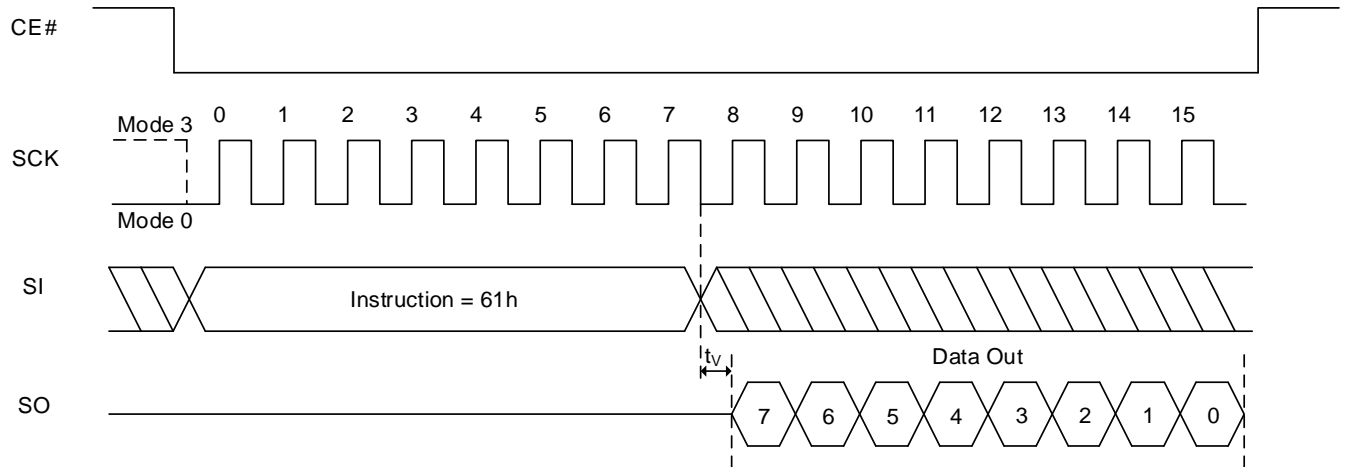 CE#
0 1 2 3 4 5 6 7 8 9 10 11 12 13 14 15
Mode 3
SCK
Mode 0
SI
Instruction = 61h
tV
Data Out
SO
7 6 5 4 3 2 1 0